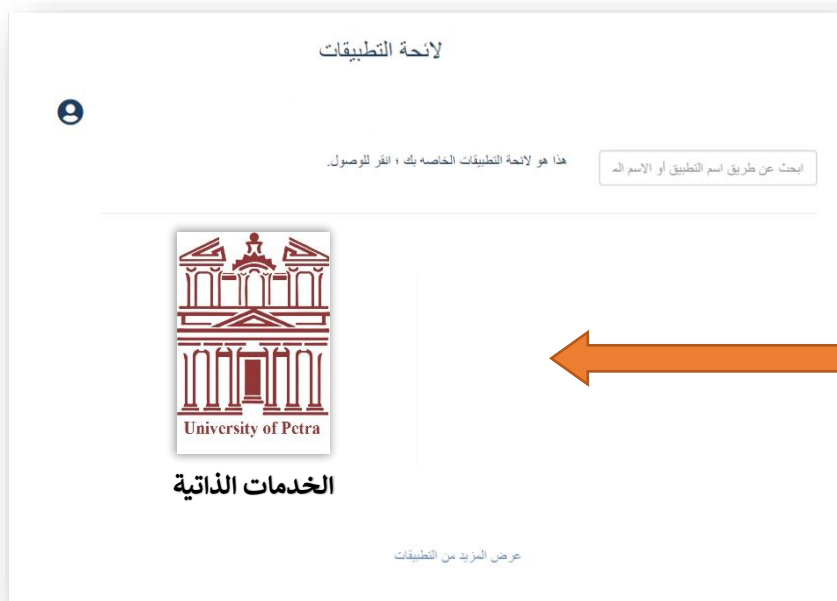 لائحة التطبيقات
ابحث عن طريق اسم التطبيق أو الاسم الم
هذا هو لائحة التطبيقات الخاصه بك ؛ انقر للوصول.
University of Petra
الخدمات الذاتية
عرض المزيد من التطبيقات